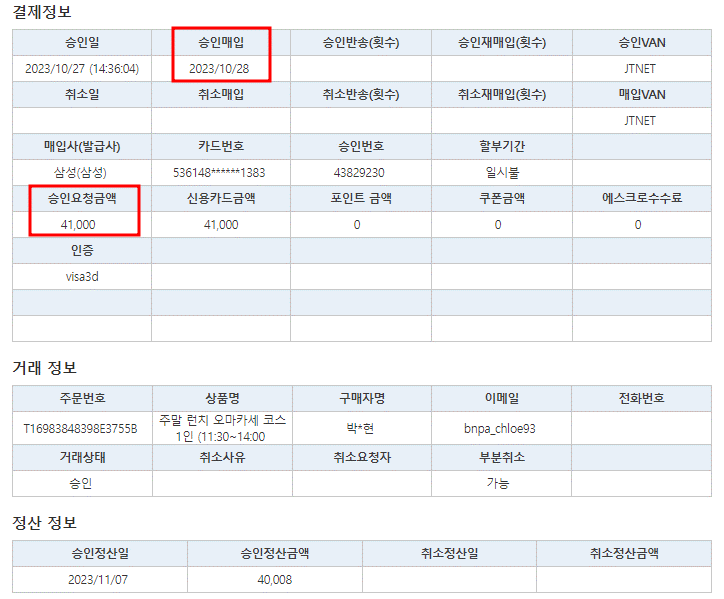 결제정보
승인일 승인매입 승인반송(횟수) 승인재매입(횟수) 승인VAN
2023/10/27 (14:36:04) 2023/10/28 JTNET
취소일 취소매입 취소반송(횟수) 취소재매입(횟수) 매입VAN
JTNET
매입사(발급사) 카드번호 승인번호 할부기간
삼성(삼성) 536148******1383 43829230 일시불
승인요청금액 신용카드금액 포인트 금액 쿠폰금액 에스크로수수료
41,000 41,000 0 0 0
인증
visa3d
거래 정보
주문번호 상품명 구매자명 이메일 전화번호
T16983848398E3755B 주말 런치 오마카세 코스 박*현 bnpa_chloe93
1인 (11:30~14:00
거래상태 취소사유 취소요청자 부분취소
승인 가능
정산 정보
승인정산일 승인정산금액 취소정산일 취소정산금액
2023/11/07 40,008